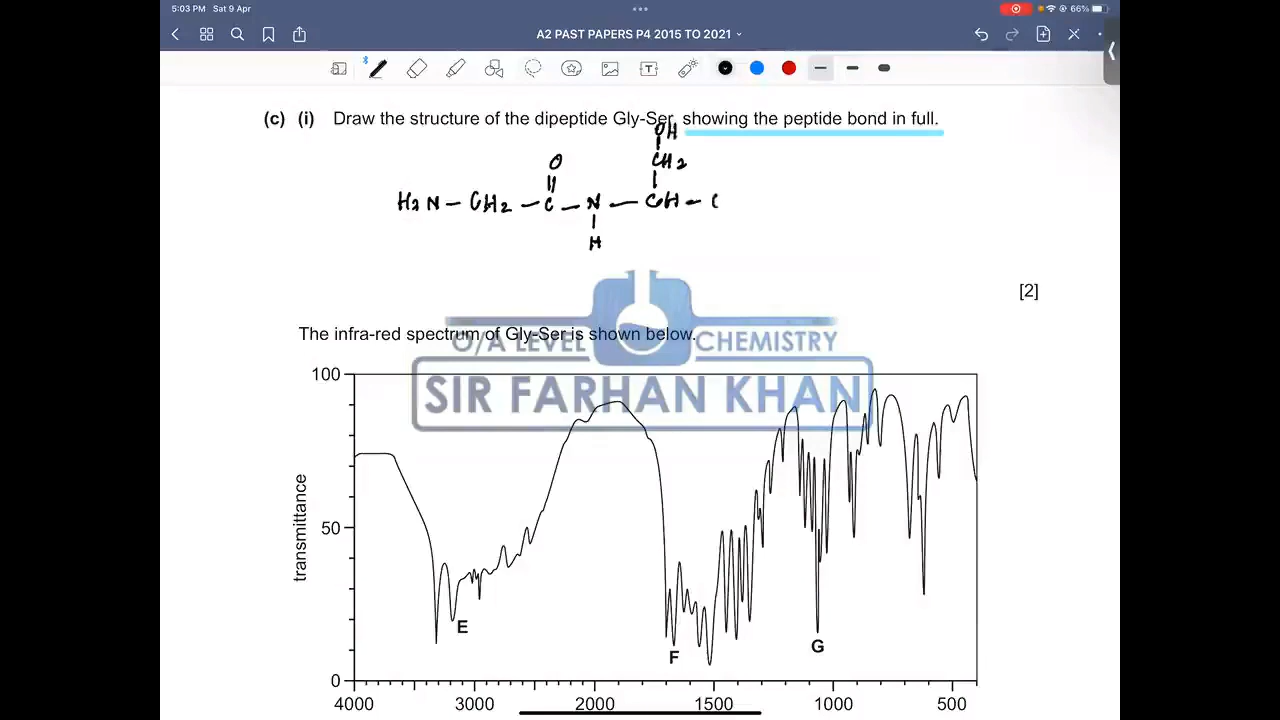 5:03 PM Sat 9 Apr
66%
A2 PAST PAPERS P4 2015 TO 2021
(c) (i) Draw the structure of the dipeptide Gly-Ser, showing the peptide bond in full.
OH
O CH2
H2N – CH2 – C – N – CH – C
H
[2]
The infra-red spectrum of Gly-Ser is shown below.
O/A LEVEL CHEMISTRY
SIR FARHAN KHAN
100
50
0
transmittance
E
F
G
4000 3000 2000 1500 1000 500